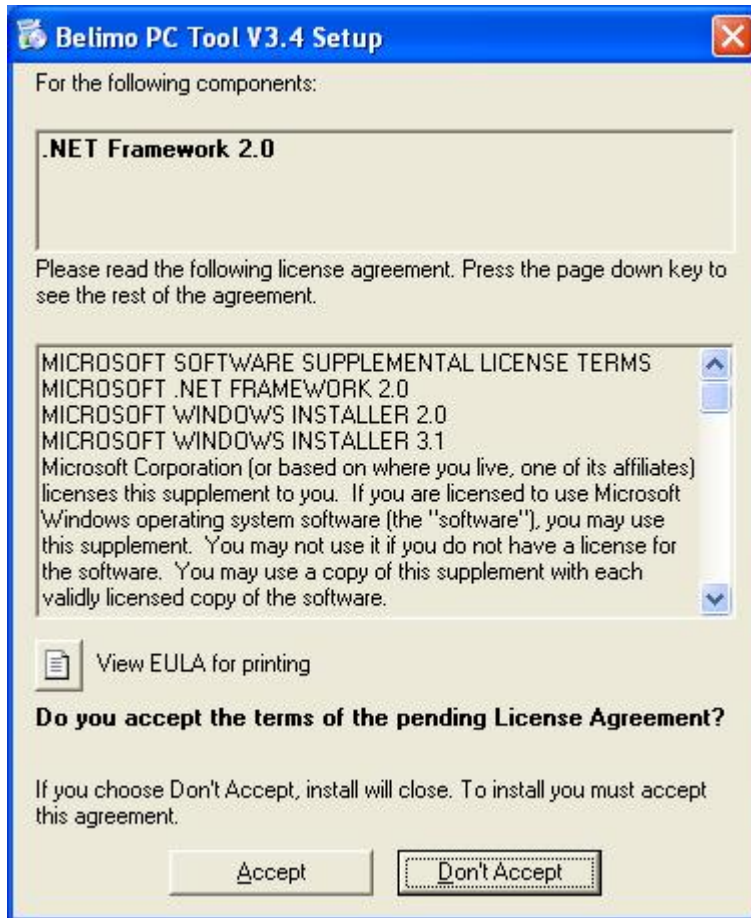 Belimo PC Tool V3.4 Setup
For the following components:
.NET Framework 2.0
Please read the following license agreement. Press the page down key to
see the rest of the agreement.
MICROSOFT SOFTWARE SUPPLEMENTAL LICENSE TERMS
MICROSOFT .NET FRAMEWORK 2.0
MICROSOFT WINDOWS INSTALLER 2.0
MICROSOFT WINDOWS INSTALLER 3.1
Microsoft Corporation (or based on where you live, one of its affiliates)
licenses this supplement to you.  If you are licensed to use Microsoft
Windows operating system software (the "software"), you may use
this supplement.  You may not use it if you do not have a license for
the software.  You may use a copy of this supplement with each
validly licensed copy of the software.
View EULA for printing
Do you accept the terms of the pending License Agreement?
If you choose Don't Accept, install will close. To install you must accept
this agreement.
Accept
Don't Accept